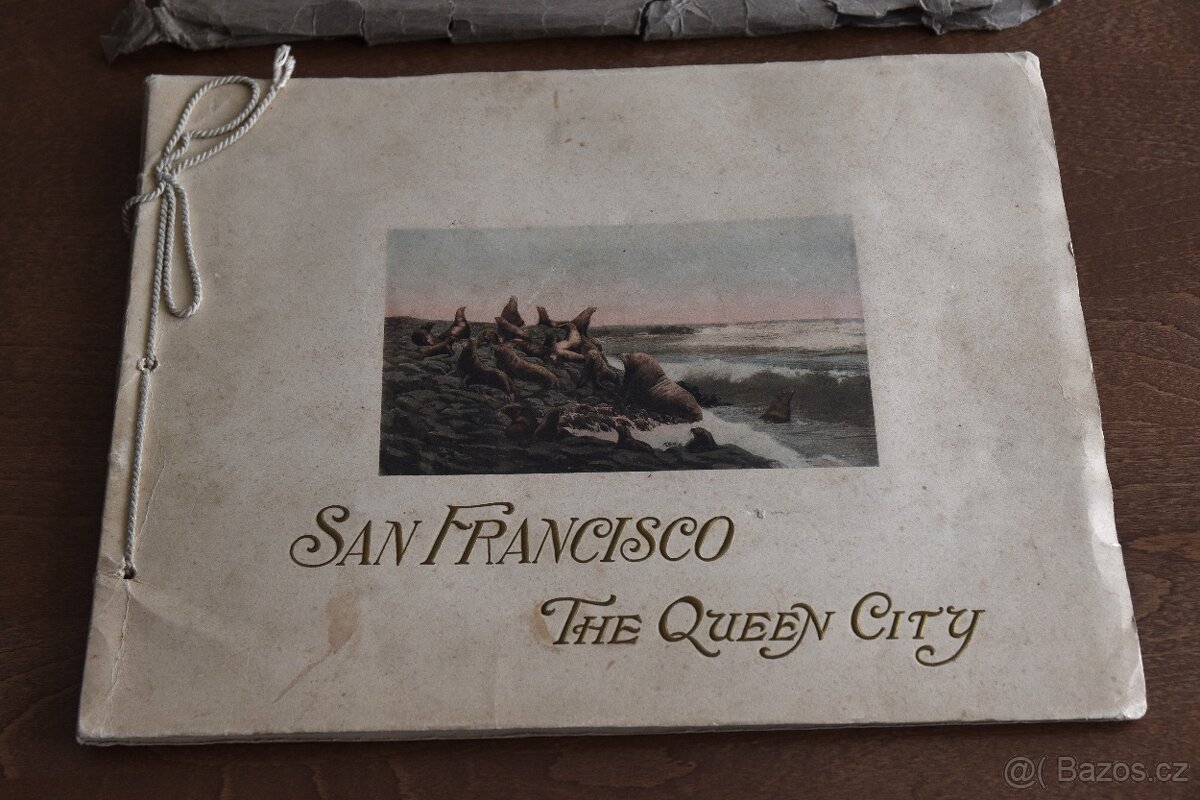 SAN FRANCISCO
THE QUEEN CITY
@( Bazos.cz